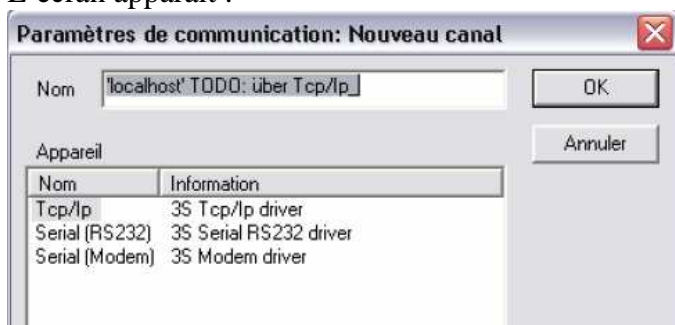 L'écran apparaît :
Paramètres de communication: Nouveau canal
Nom 'localhost' TODO: über Tcp/Ip_ OK
Appareil Annuler
Nom Information
Tcp/Ip 3S Tcp/Ip driver
Serial (RS232) 3S Serial RS232 driver
Serial (Modem) 3S Modem driver